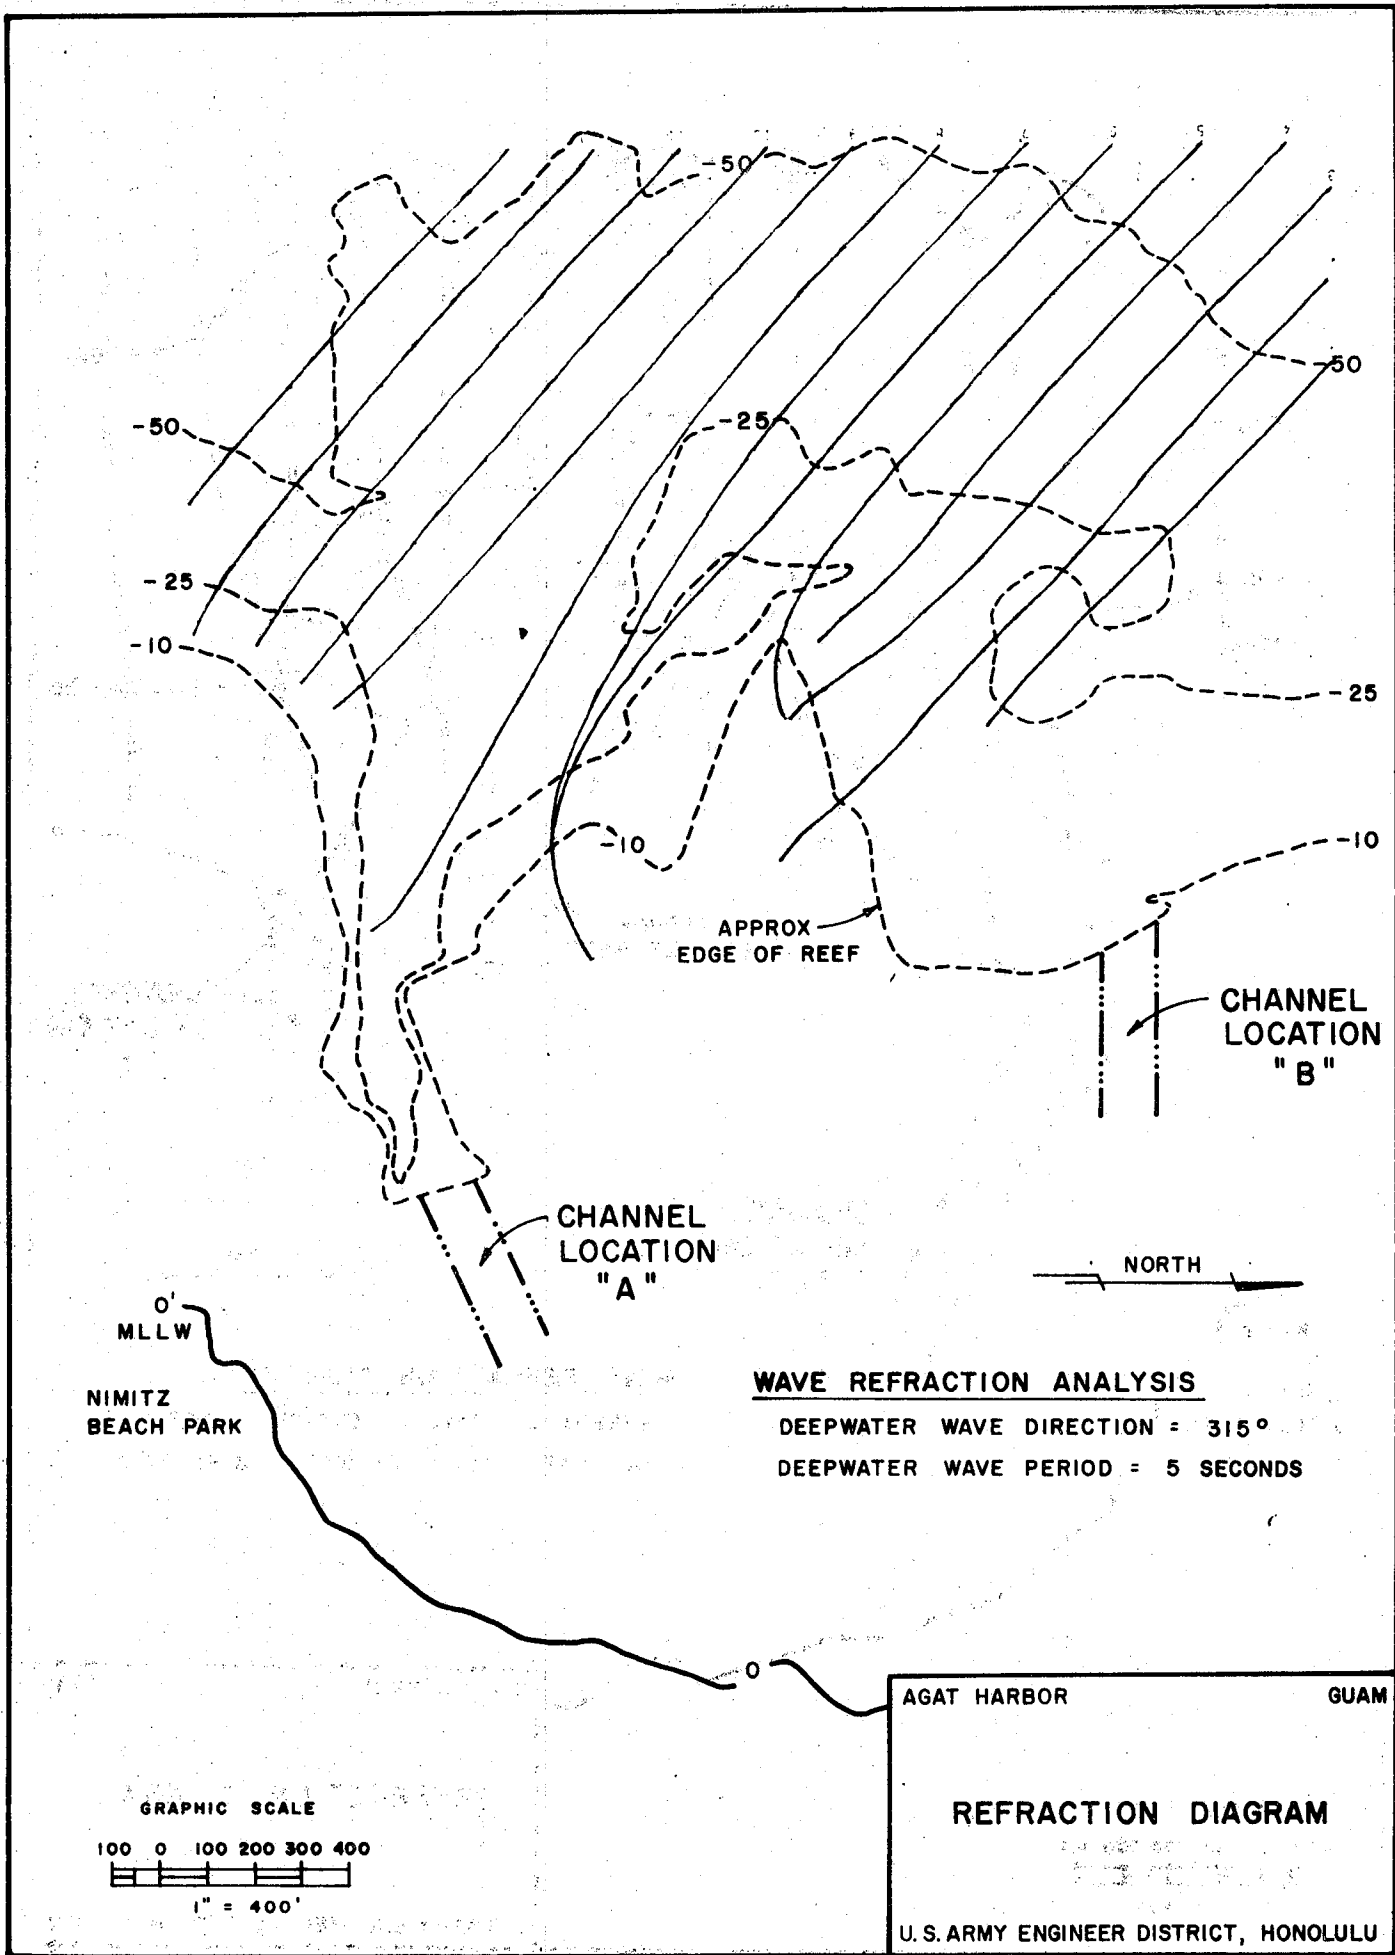 -50
-50
-50
-25
-25
-10
-25
-10
-10
APPROX
EDGE OF REEF
CHANNEL
LOCATION
"B"
CHANNEL
LOCATION
"A"
NORTH
0'
MLLW
NIMITZ
BEACH PARK
WAVE REFRACTION ANALYSIS
DEEPWATER WAVE DIRECTION = 315°
DEEPWATER WAVE PERIOD = 5 SECONDS
0
AGAT HARBOR GUAM
REFRACTION DIAGRAM
U.S. ARMY ENGINEER DISTRICT, HONOLULU
GRAPHIC SCALE
100 0 100 200 300 400
1" = 400'